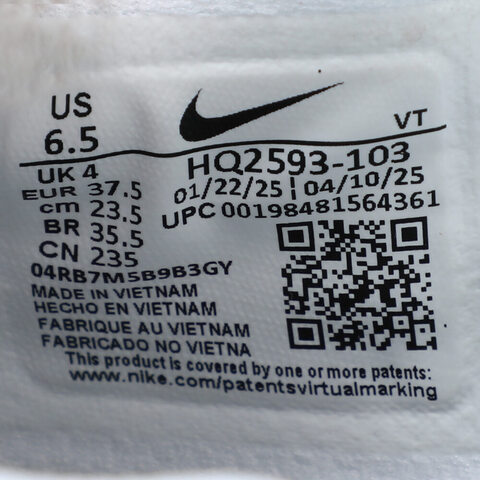 US
6.5
VT
UK 4
EUR 37.5
cm 23.5
BR 35.5
CN 235
HQ2593-103
01/22/25 | 04/10/25
UPC 00198481564361
04RB7M5B9B3GY
MADE IN VIETNAM
HECHO EN VIETNAM
FABRIQUE AU VIETNAM
FABRICADO NO VIETNA
This product is covered by one or more patents:
www.nike.com/patentsvirtualmarking